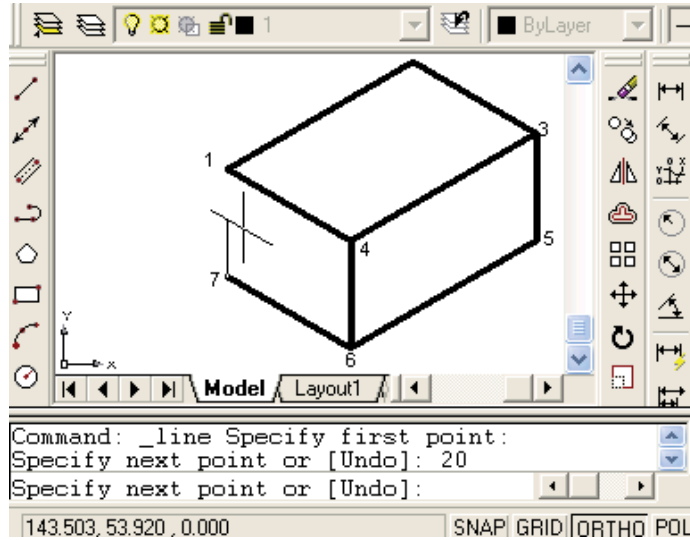 1
ByLayer
1
3
4
5
7
6
Y
X
Model
Layout1
Command: _line Specify first point:
Specify next point or [Undo]: 20
Specify next point or [Undo]:
143.503, 53.920 , 0.000
SNAP
GRID
ORTHO
POL